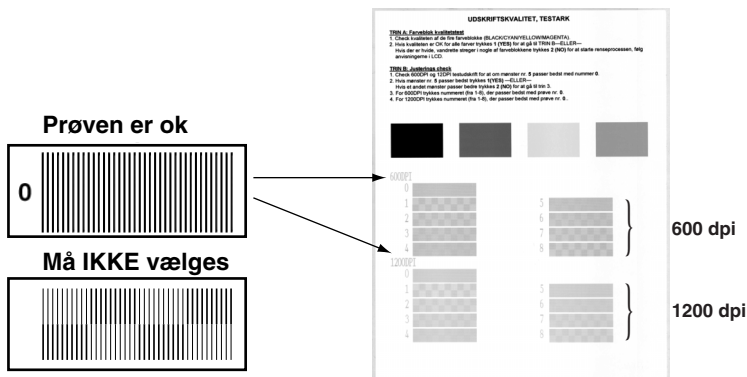 Prøven er ok
0
Må IKKE vælges
UDSKRIFTSKVALITET, TESTARK
TRIN A: Farveblok kvalitetstest
1. Check kvaliteten af de fire farveblokke (BLACK/CYAN/YELLOW/MAGENTA)
2. Hvis kvaliteten er OK for alle farver trykkes 1 (YES) for at gå til TRIN B---ELLER---
Hvis der er hvide, vandrette streger i nogle af farveblokkene trykkes 2 (NO) for at starte renseprocessen, følg
anvisningerne i LCD.
TRIN B: Justerings check
1. Check 600DPI og 12DPI testudskrift for at om mønster nr. 5 passer bedst med nummer 0.
2. Hvis mønster nr. 5 passer bedst trykkes 1(YES) ---ELLER---
Hvis et andet mønster passer bedre trykkes 2 (NO) for at gå til trin 3.
3. For 600DPI trykkes nummeret (fra 1-8), der passer bedst med prøve nr. 0.
4. For 1200DPI trykkes nummeret (fra 1-8), der passer bedst med prøve nr. 0 .
600DPI
0
1 5
2 6
3 7
4 8
600 dpi
1200DPI
0
1 5
2 6
3 7
4 8
1200 dpi